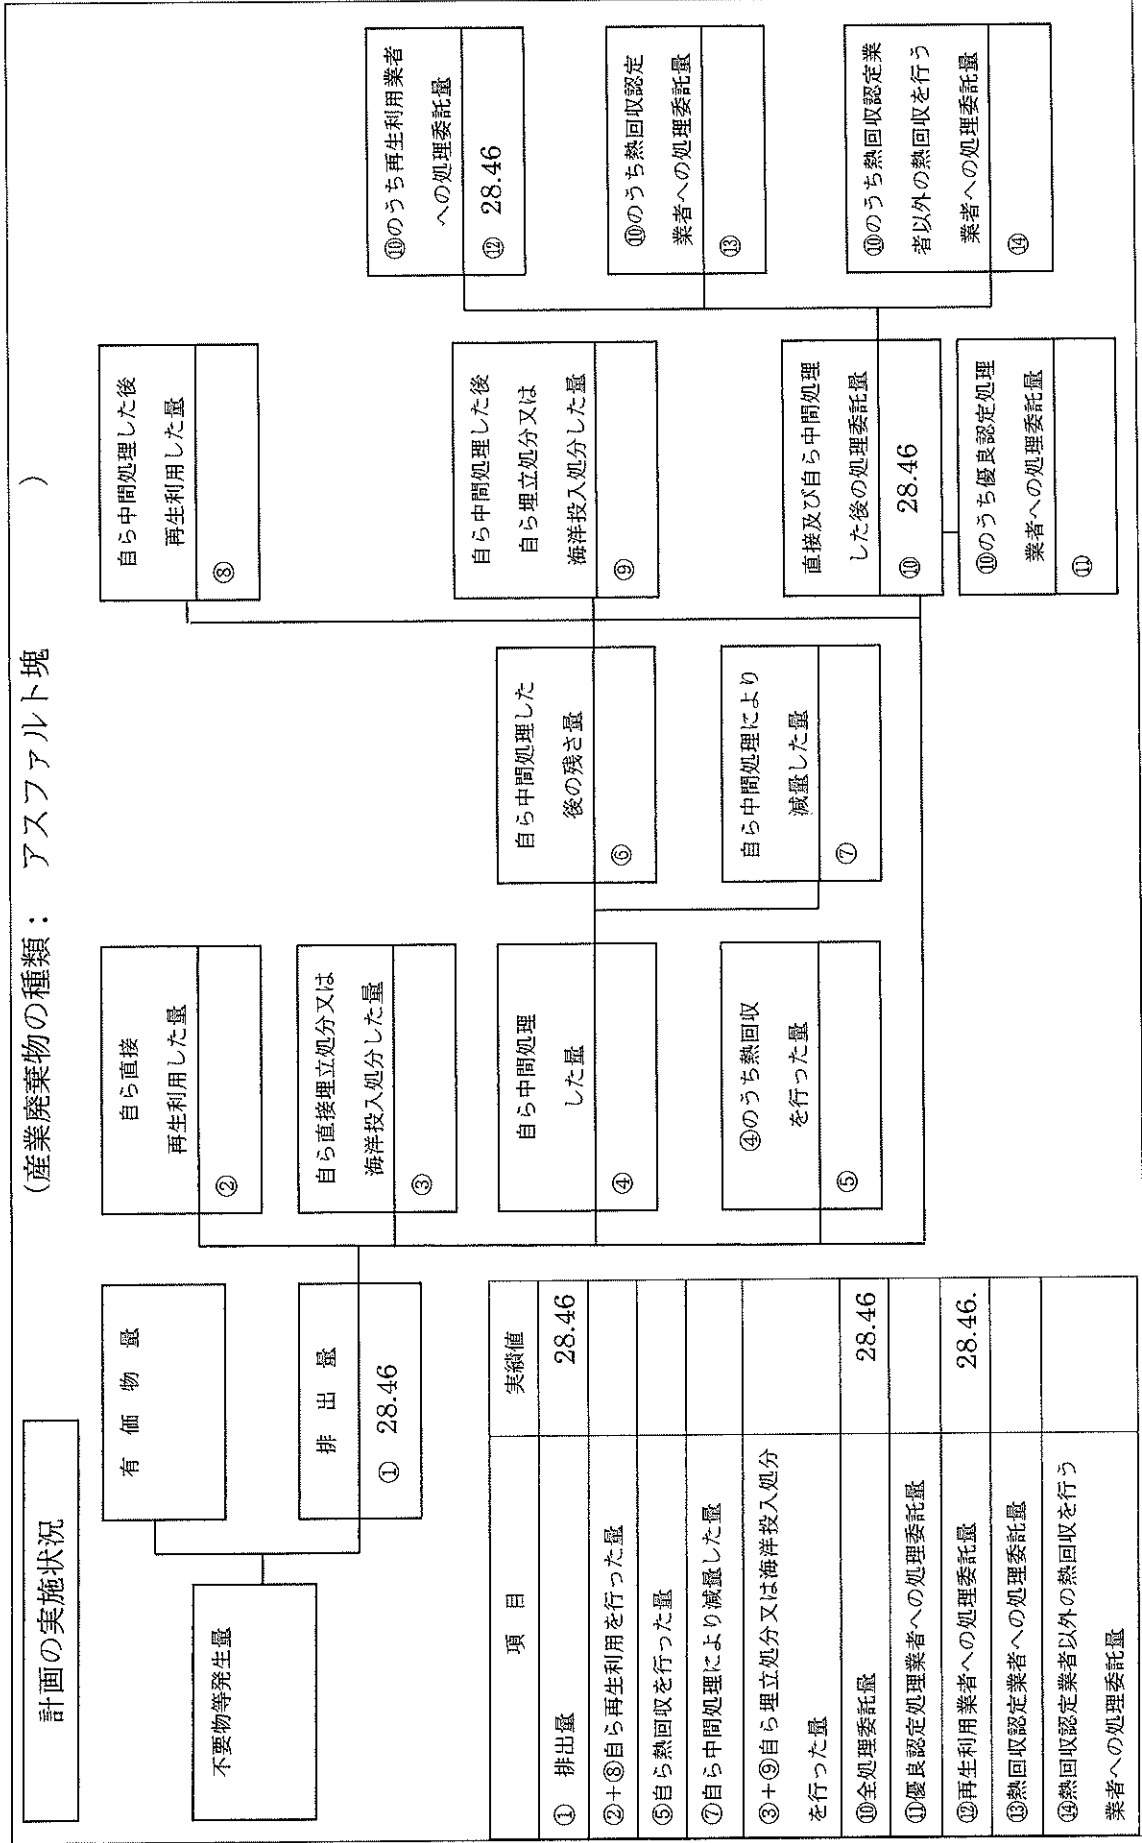 計画の実施状況
(産業廃棄物の種類： アスファルト塊 )
不要物等発生量
有 価 物 量
排 出 量
① 28.46
自ら直接
再生利用した量
②
自ら直接埋立処分又は
海洋投入処分した量
③
自ら中間処理
した量
④
④のうち熱回収
を行った量
⑤
自ら中間処理した
後の残さ量
⑥
自ら中間処理により
減量した量
⑦
自ら中間処理した後
再生利用した量
⑧
自ら中間処理した後
自ら埋立処分又は
海洋投入処分した量
⑨
直接及び自ら中間処理
した後の処理委託量
⑩ 28.46
⑩のうち優良認定処理
業者への処理委託量
⑪
⑩のうち再生利用業者
への処理委託量
⑫ 28.46
⑩のうち熱回収認定
業者への処理委託量
⑬
⑩のうち熱回収認定業
者以外の熱回収を行う
業者への処理委託量
⑭
項 目 実績値
① 排出量 28.46
②+⑧自ら再生利用を行った量
⑤自ら熱回収を行った量
⑦自ら中間処理により減量した量
③+⑨自ら埋立処分又は海洋投入処分
を行った量
⑩全処理委託量 28.46
⑪優良認定処理業者への処理委託量
⑫再生利用業者への処理委託量 28.46.
⑬熱回収認定業者への処理委託量
⑭熱回収認定業者以外の熱回収を行う
業者への処理委託量